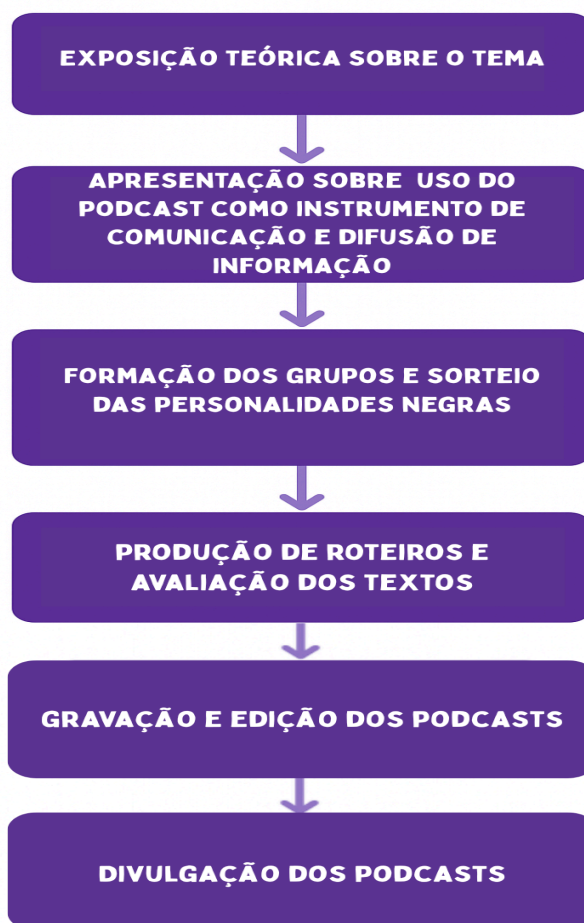 EXPOSIÇÃO TEÓRICA SOBRE O TEMA
APRESENTAÇÃO SOBRE USO DO
PODCAST COMO INSTRUMENTO DE
COMUNICAÇÃO E DIFUSÃO DE
INFORMAÇÃO
FORMAÇÃO DOS GRUPOS E SORTEIO
DAS PERSONALIDADES NEGRAS
PRODUÇÃO DE ROTEIROS E
AVALIAÇÃO DOS TEXTOS
GRAVAÇÃO E EDIÇÃO DOS PODCASTS
DIVULGAÇÃO DOS PODCASTS